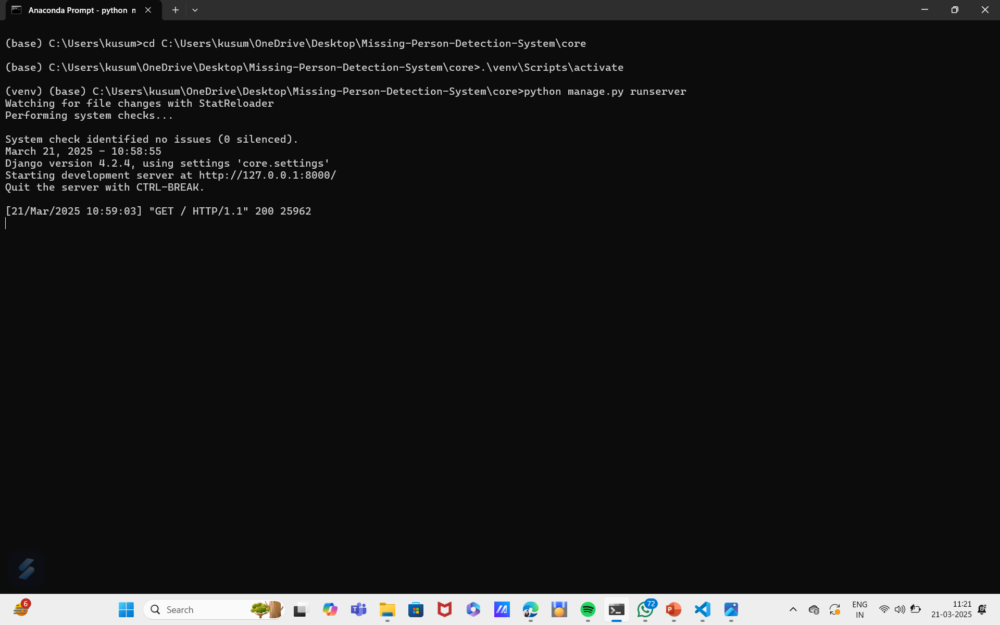 Anaconda Prompt - python
(base) C:\Users\kusum>cd C:\Users\kusum\OneDrive\Desktop\Missing-Person-Detection-System\core
(base) C:\Users\kusum\OneDrive\Desktop\Missing-Person-Detection-System\core>.\venv\Scripts\activate
(venv) (base) C:\Users\kusum\OneDrive\Desktop\Missing-Person-Detection-System\core>python manage.py runserver
Watching for file changes with StatReloader
Performing system checks...
System check identified no issues (0 silenced).
March 21, 2025 - 10:58:55
Django version 4.2.4, using settings 'core.settings'
Starting development server at http://127.0.0.1:8000/
Quit the server with CTRL-BREAK.
[21/Mar/2025 10:59:03] "GET / HTTP/1.1" 200 25962
6
Search
72
ENG
IN
11:21
21-03-2025